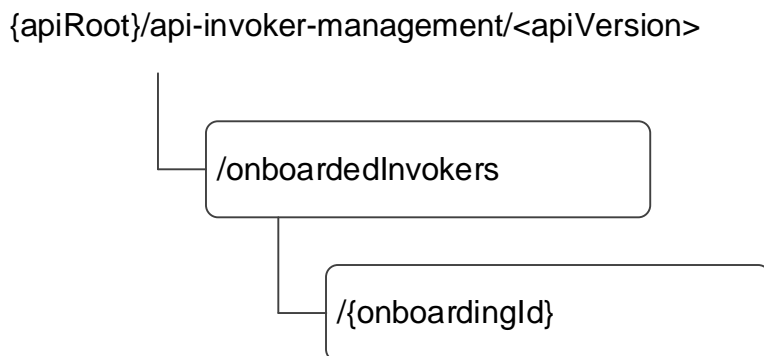 {apiRoot}/api-invoker-management/<apiVersion>
/onboardedInvokers
/{onboardingId}